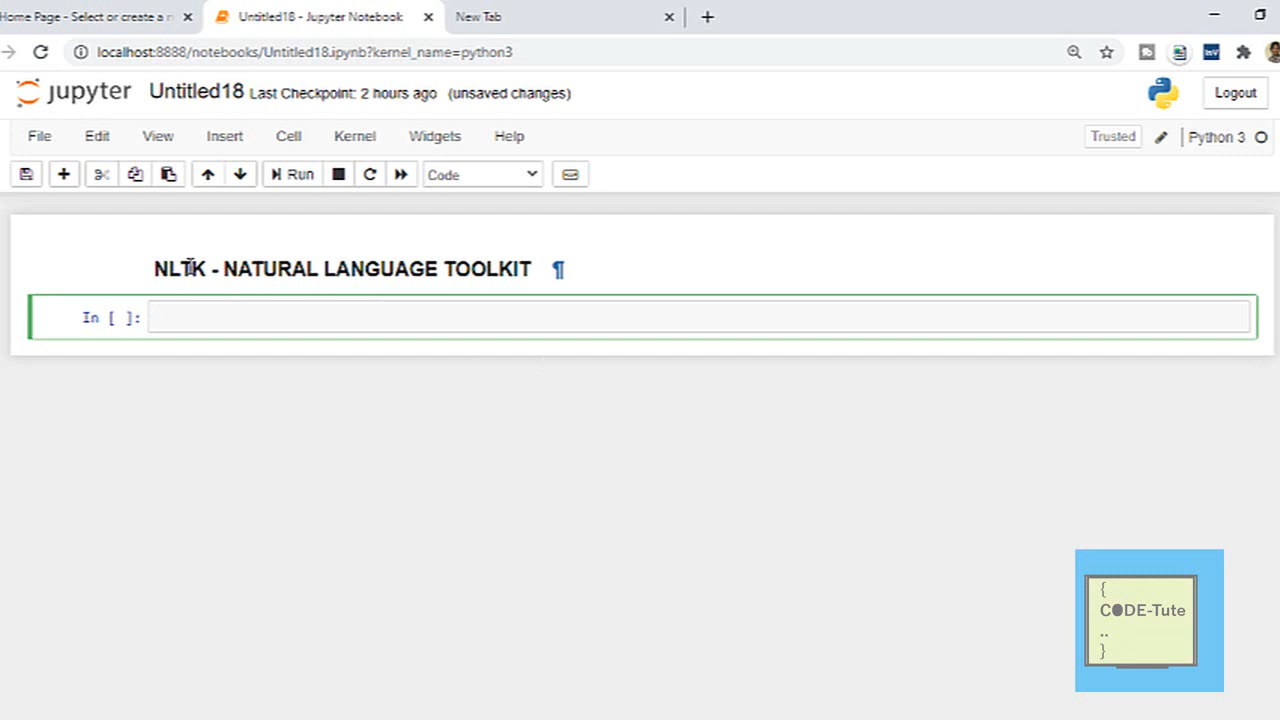 Home Page - Select or create a n
Untitled18 - Jupyter Notebook
New Tab
localhost:8888/notebooks/Untitled18.ipynb?kernel_name=python3
InV
jupyter Untitled18 Last Checkpoint: 2 hours ago (unsaved changes)
Logout
File Edit View Insert Cell Kernel Widgets Help
Trusted
Python 3
Run
Code
NLTK - NATURAL LANGUAGE TOOLKIT ¶
In [ ]:
{
CODE-Tute
..
}